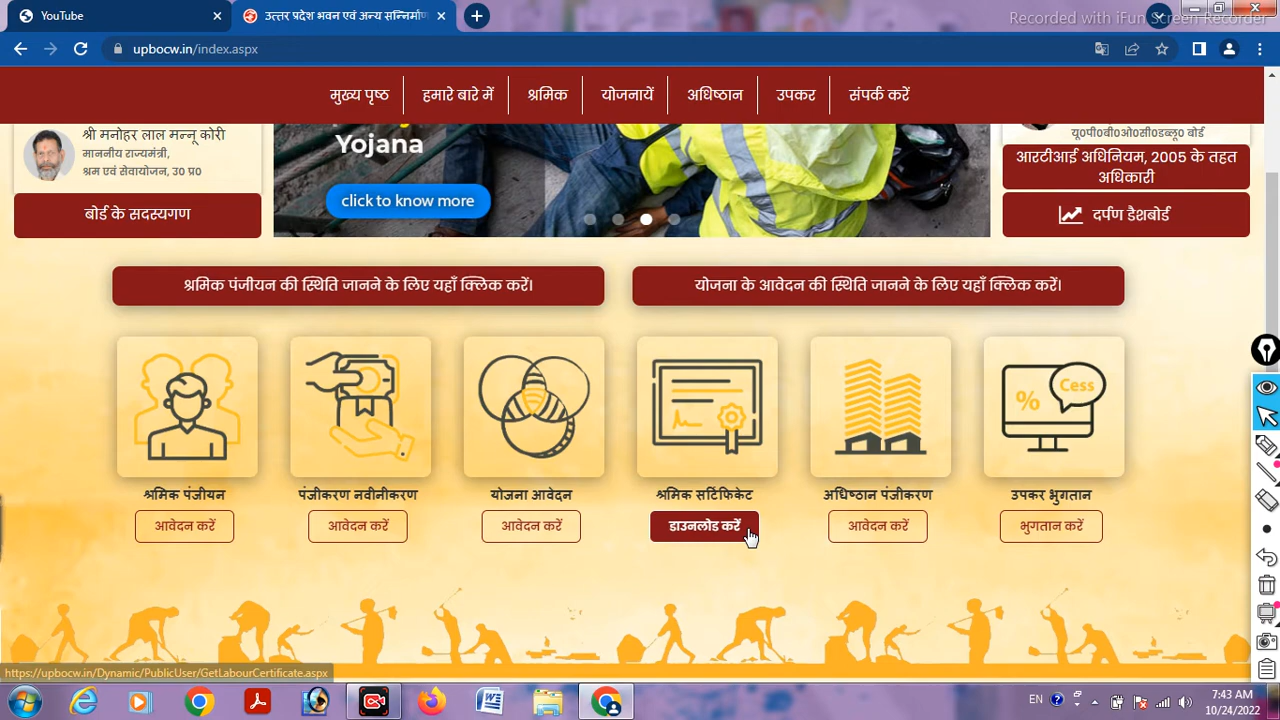 Recorded with iFun Screen Recorder
YouTube
उत्तर प्रदेश भवन एवं अन्य सन्निर्माण
upbocw.in/index.aspx
मुख्य पृष्ठ
हमारे बारे में
श्रमिक
योजनायें
अधिष्ठान
उपकर
संपर्क करें
श्री मनोहर लाल मन्नू कोरी
माननीय राज्यमंत्री,
श्रम एवं सेवायोजन, उ0 प्र0
बोर्ड के सदस्यगण
Yojana
click to know more
यू०पी०बी०ओ०सी०डब्लू० बोर्ड
आरटीआई अधिनियम, 2005 के तहत
अधिकारी
दर्पण डैशबोर्ड
श्रमिक पंजीयन की स्थिति जानने के लिए यहाँ क्लिक करें।
योजना के आवेदन की स्थिति जानने के लिए यहाँ क्लिक करें।
% Cess
श्रमिक पंजीयन
पंजीकरण नवीनीकरण
योजना आवेदन
श्रमिक सर्टिफिकेट
अधिष्ठान पंजीकरण
उपकर भुगतान
आवेदन करें
आवेदन करें
आवेदन करें
डाउनलोड करें
आवेदन करें
भुगतान करें
https://upbocw.in/Dynamic/PublicUser/GetLabourCertificate.aspx
EN
7:43 AM
10/24/2022